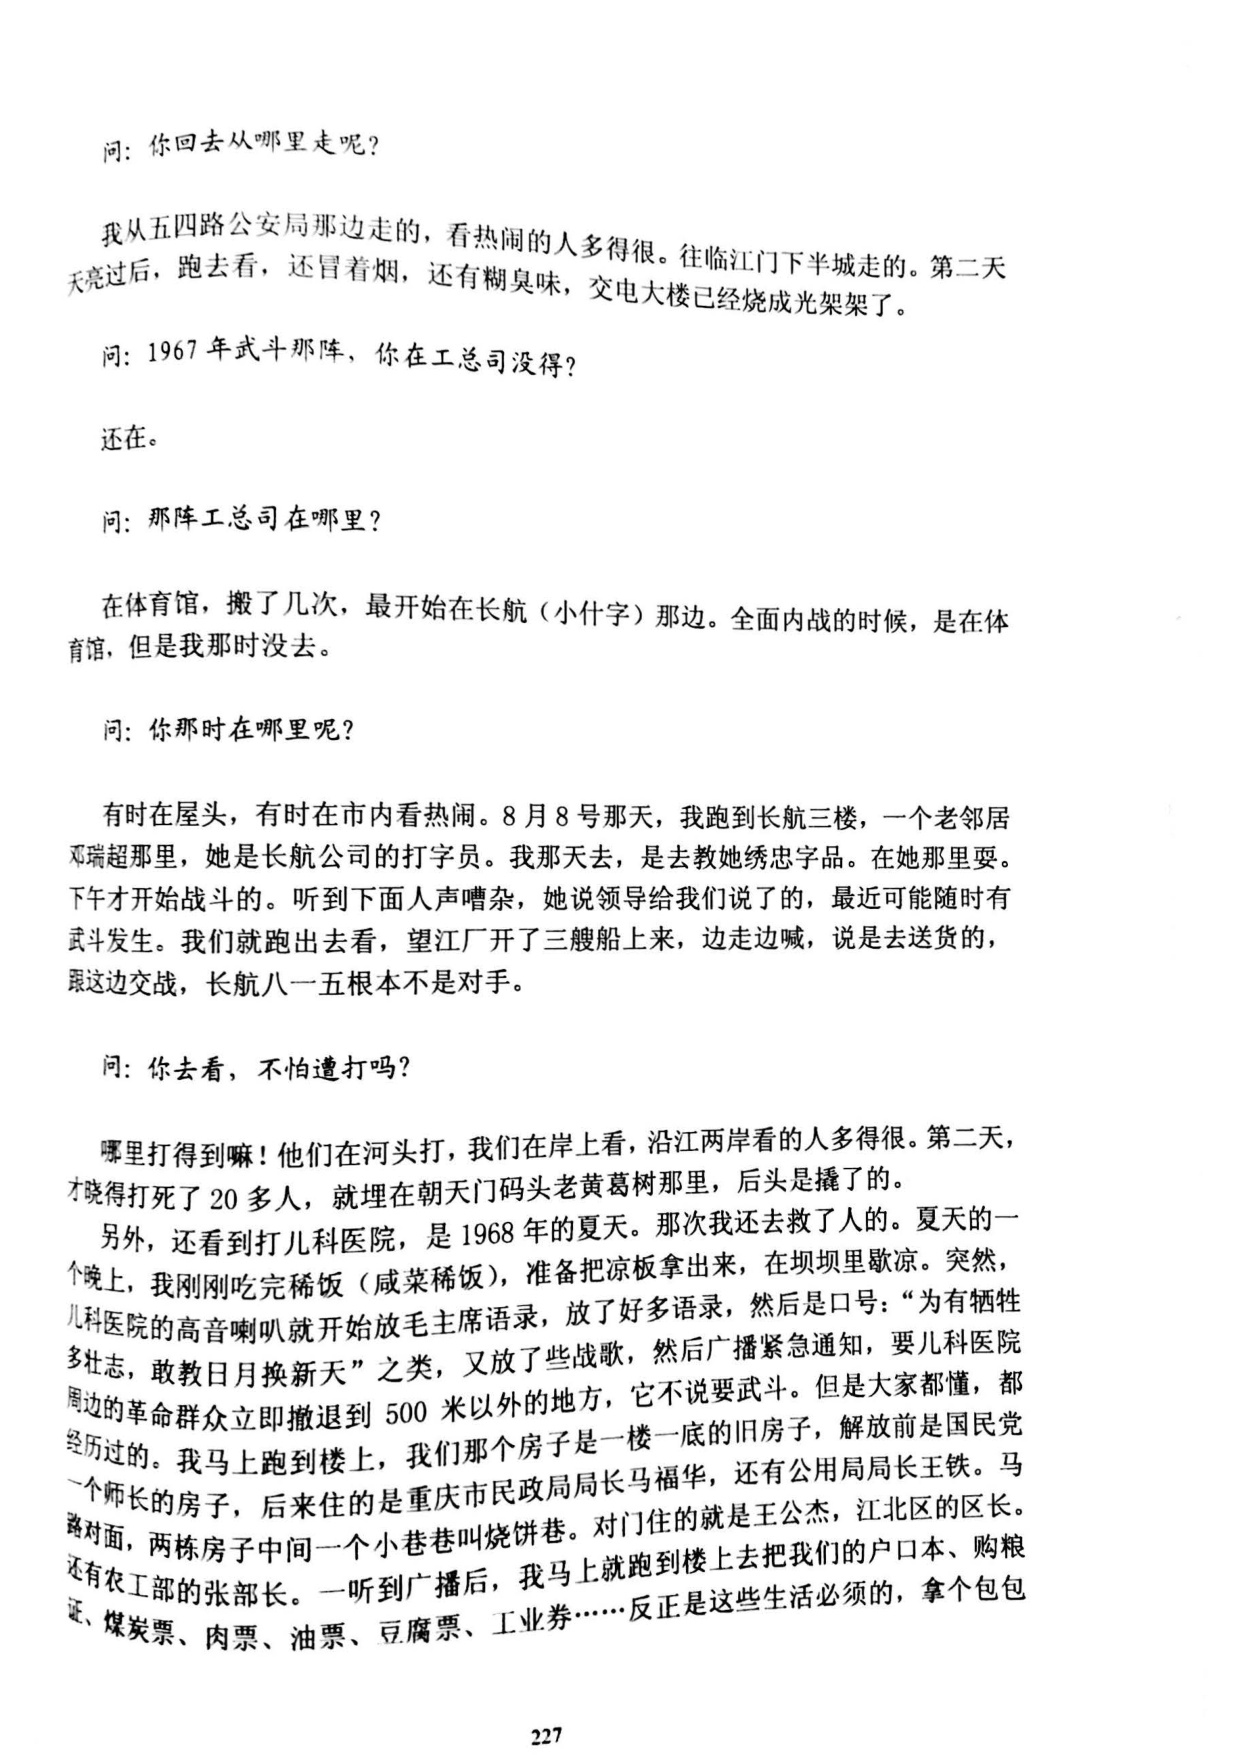 问：你回去从哪里走呢？
我从五四路公安局那边走的，看热闹的人多得很。往临江门下半城走的。第二天
天亮过后，跑去看，还冒着烟，还有糊臭味，交电大楼已经烧成光架架了。
问：1967年武斗那阵，你在工总司没得？
还在。
问：那阵工总司在哪里？
在体育馆，搬了几次，最开始在长航（小什字）那边。全面内战的时候，是在体
育馆，但是我那时没去。
问：你那时在哪里呢？
有时在屋头，有时在市内看热闹。8月8号那天，我跑到长航三楼，一个老邻居
邓瑞超那里，她是长航公司的打字员。我那天去，是去教她绣忠字品。在她那里耍。
下午才开始战斗的。听到下面人声嘈杂，她说领导给我们说了的，最近可能随时有
武斗发生。我们就跑出去看，望江厂开了三艘船上来，边走边喊，说是去送货的，
跟这边交战，长航八一五根本不是对手。
问：你去看，不怕遭打吗？
哪里打得到嘛！他们在河头打，我们在岸上看，沿江两岸看的人多得很。第二天，
才晓得打死了20多人，就埋在朝天门码头老黄葛树那里，后头是撬了的。
另外，还看到打儿科医院，是1968年的夏天。那次我还去救了人的。夏天的一
个晚上，我刚刚吃完稀饭（咸菜稀饭），准备把凉板拿出来，在坝坝里歇凉。突然，
儿科医院的高音喇叭就开始放毛主席语录，放了好多语录，然后是口号：“为有牺牲
多壮志，敢教日月换新天”之类，又放了些战歌，然后广播紧急通知，要儿科医院
周边的革命群众立即撤退到500米以外的地方，它不说要武斗。但是大家都懂，都
经历过的。我马上跑到楼上，我们那个房子是一楼一底的旧房子，解放前是国民党
一个师长的房子，后来住的是重庆市民政局局长马福华，还有公用局局长王铁。马
路对面，两栋房子中间一个小巷巷叫烧饼巷。对门住的就是王公杰，江北区的区长。
还有农工部的张部长。一听到广播后，我马上就跑到楼上去把我们的户口本、购粮
证、煤炭票、肉票、油票、豆腐票、工业券……反正是这些生活必须的，拿个包包
227